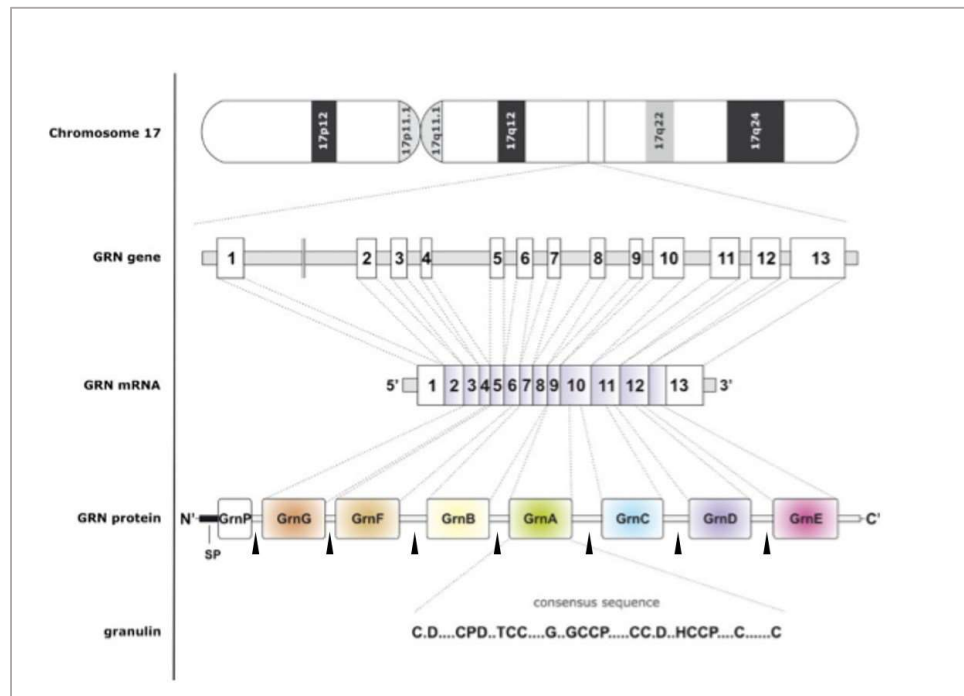 Chromosome 17 17p12 17p11.1 17q11.1 17q12 17q22 17q24
GRN gene 1 2 3 4 5 6 7 8 9 10 11 12 13
GRN mRNA 5' 1 2 3 4 5 6 7 8 9 10 11 12 13 3'
GRN protein N' GrnP GrnG GrnF GrnB GrnA GrnC GrnD GrnE C'
SP
consensus sequence
granulin C.D....CPD..TCC....G..GCCP.....CC.D..HCCP....C......C